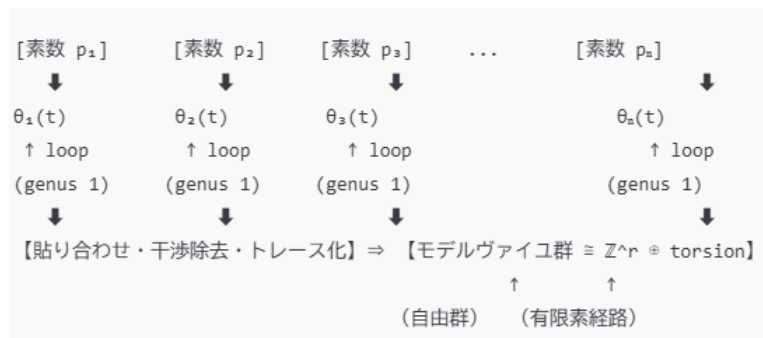 [素数 p₁] [素数 p₂] [素数 p₃] ... [素数 pₙ]
⬇ ⬇ ⬇ ⬇
θ₁(t) θ₂(t) θ₃(t) θₙ(t)
↑ loop ↑ loop ↑ loop ↑ loop
(genus 1) (genus 1) (genus 1) (genus 1)
⬇ ⬇ ⬇ ⬇
【貼り合わせ・干渉除去・トレース化】⇒ 【モデルヴァイユ群 ≅ ℤ^r ⊕ torsion】
↑ ↑
(自由群) (有限素経路)